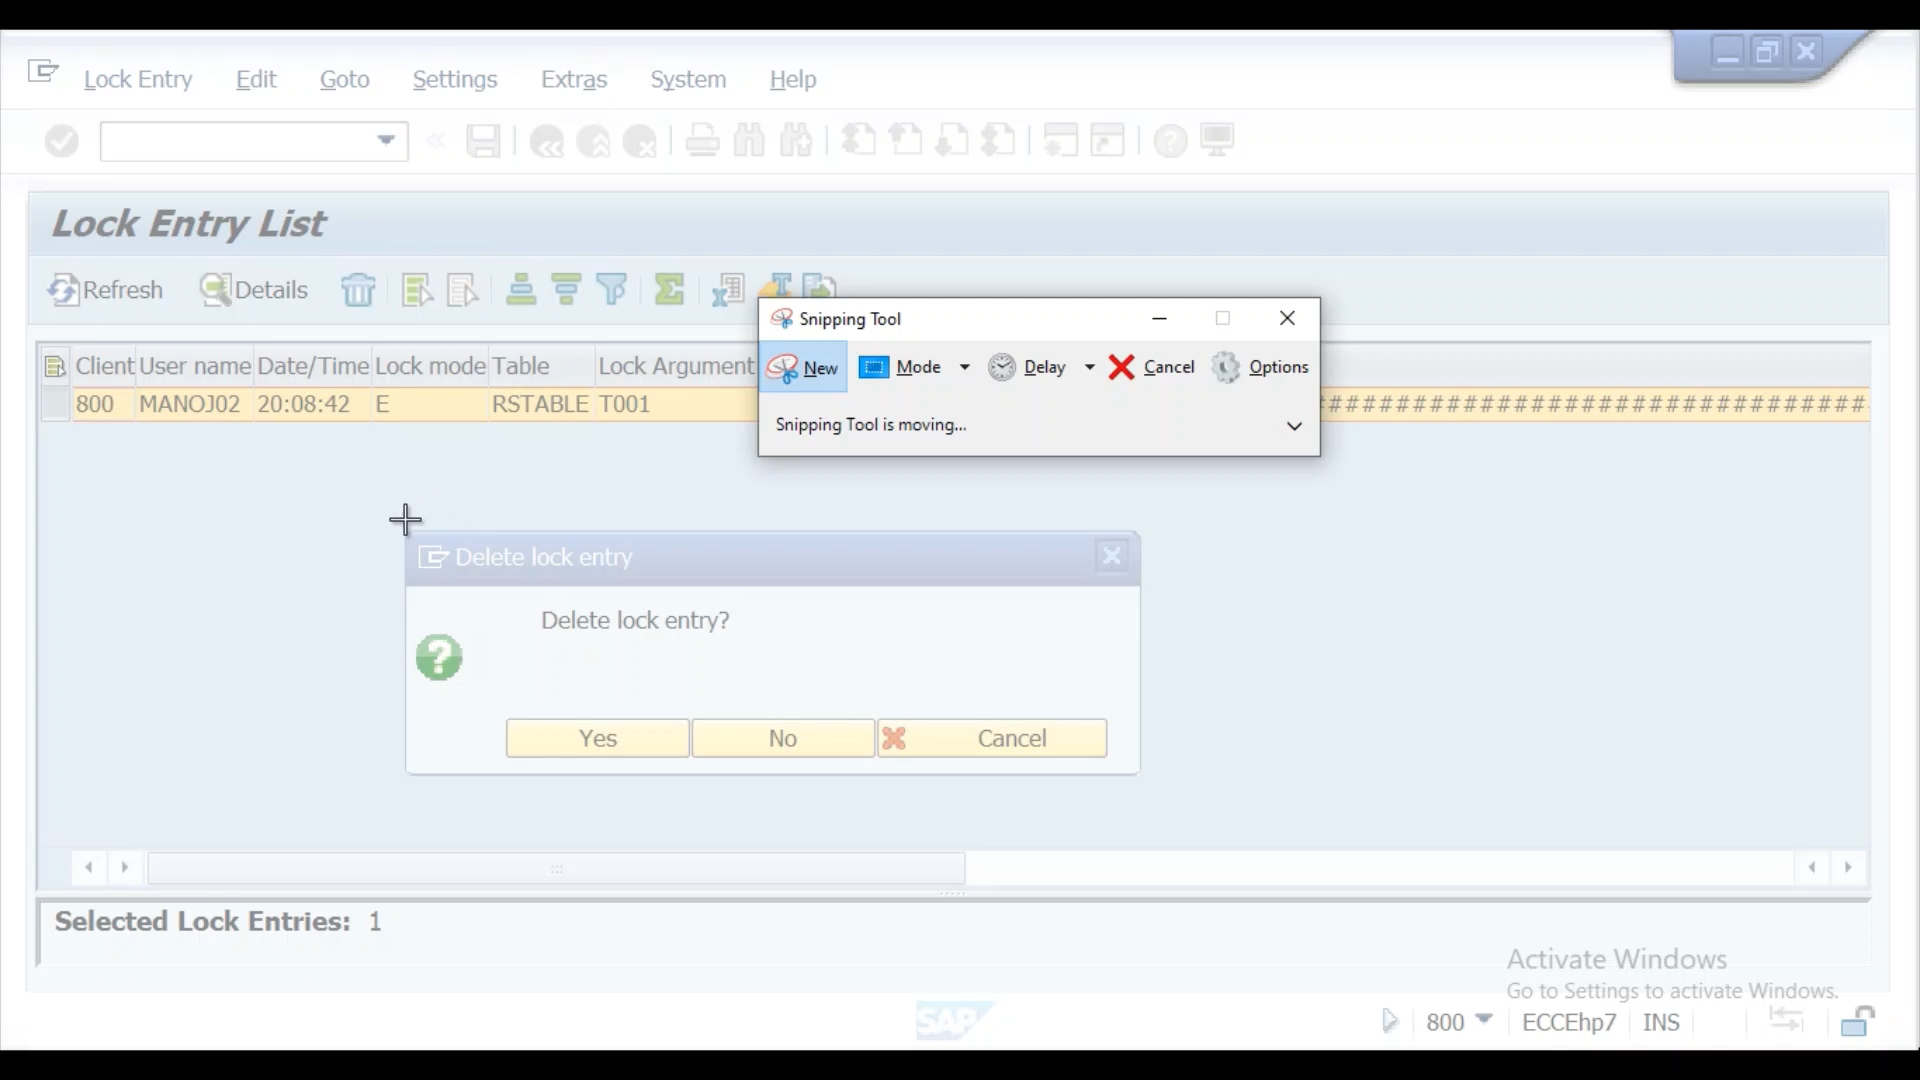 Lock Entry Edit Goto Settings Extras System Help
Lock Entry List
Refresh Details
Snipping Tool
New Mode Delay Cancel Options
Snipping Tool is moving...
Client User name Date/Time Lock mode Table Lock Argument
800 MANOJ02 20:08:42 E RSTABLE T001 #################################
Delete lock entry
Delete lock entry?
Yes No Cancel
Selected Lock Entries: 1
Activate Windows
Go to Settings to activate Windows.
SAP
800 ECCEhp7 INS